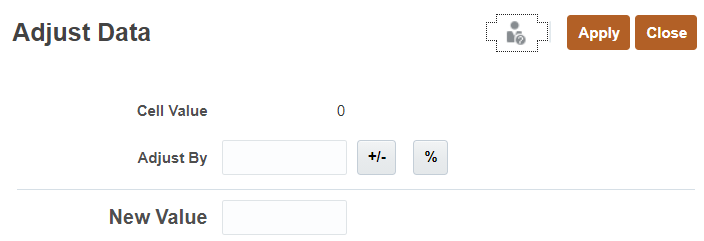 Adjust Data Apply Close
Cell Value 0
Adjust By +/- %
New Value